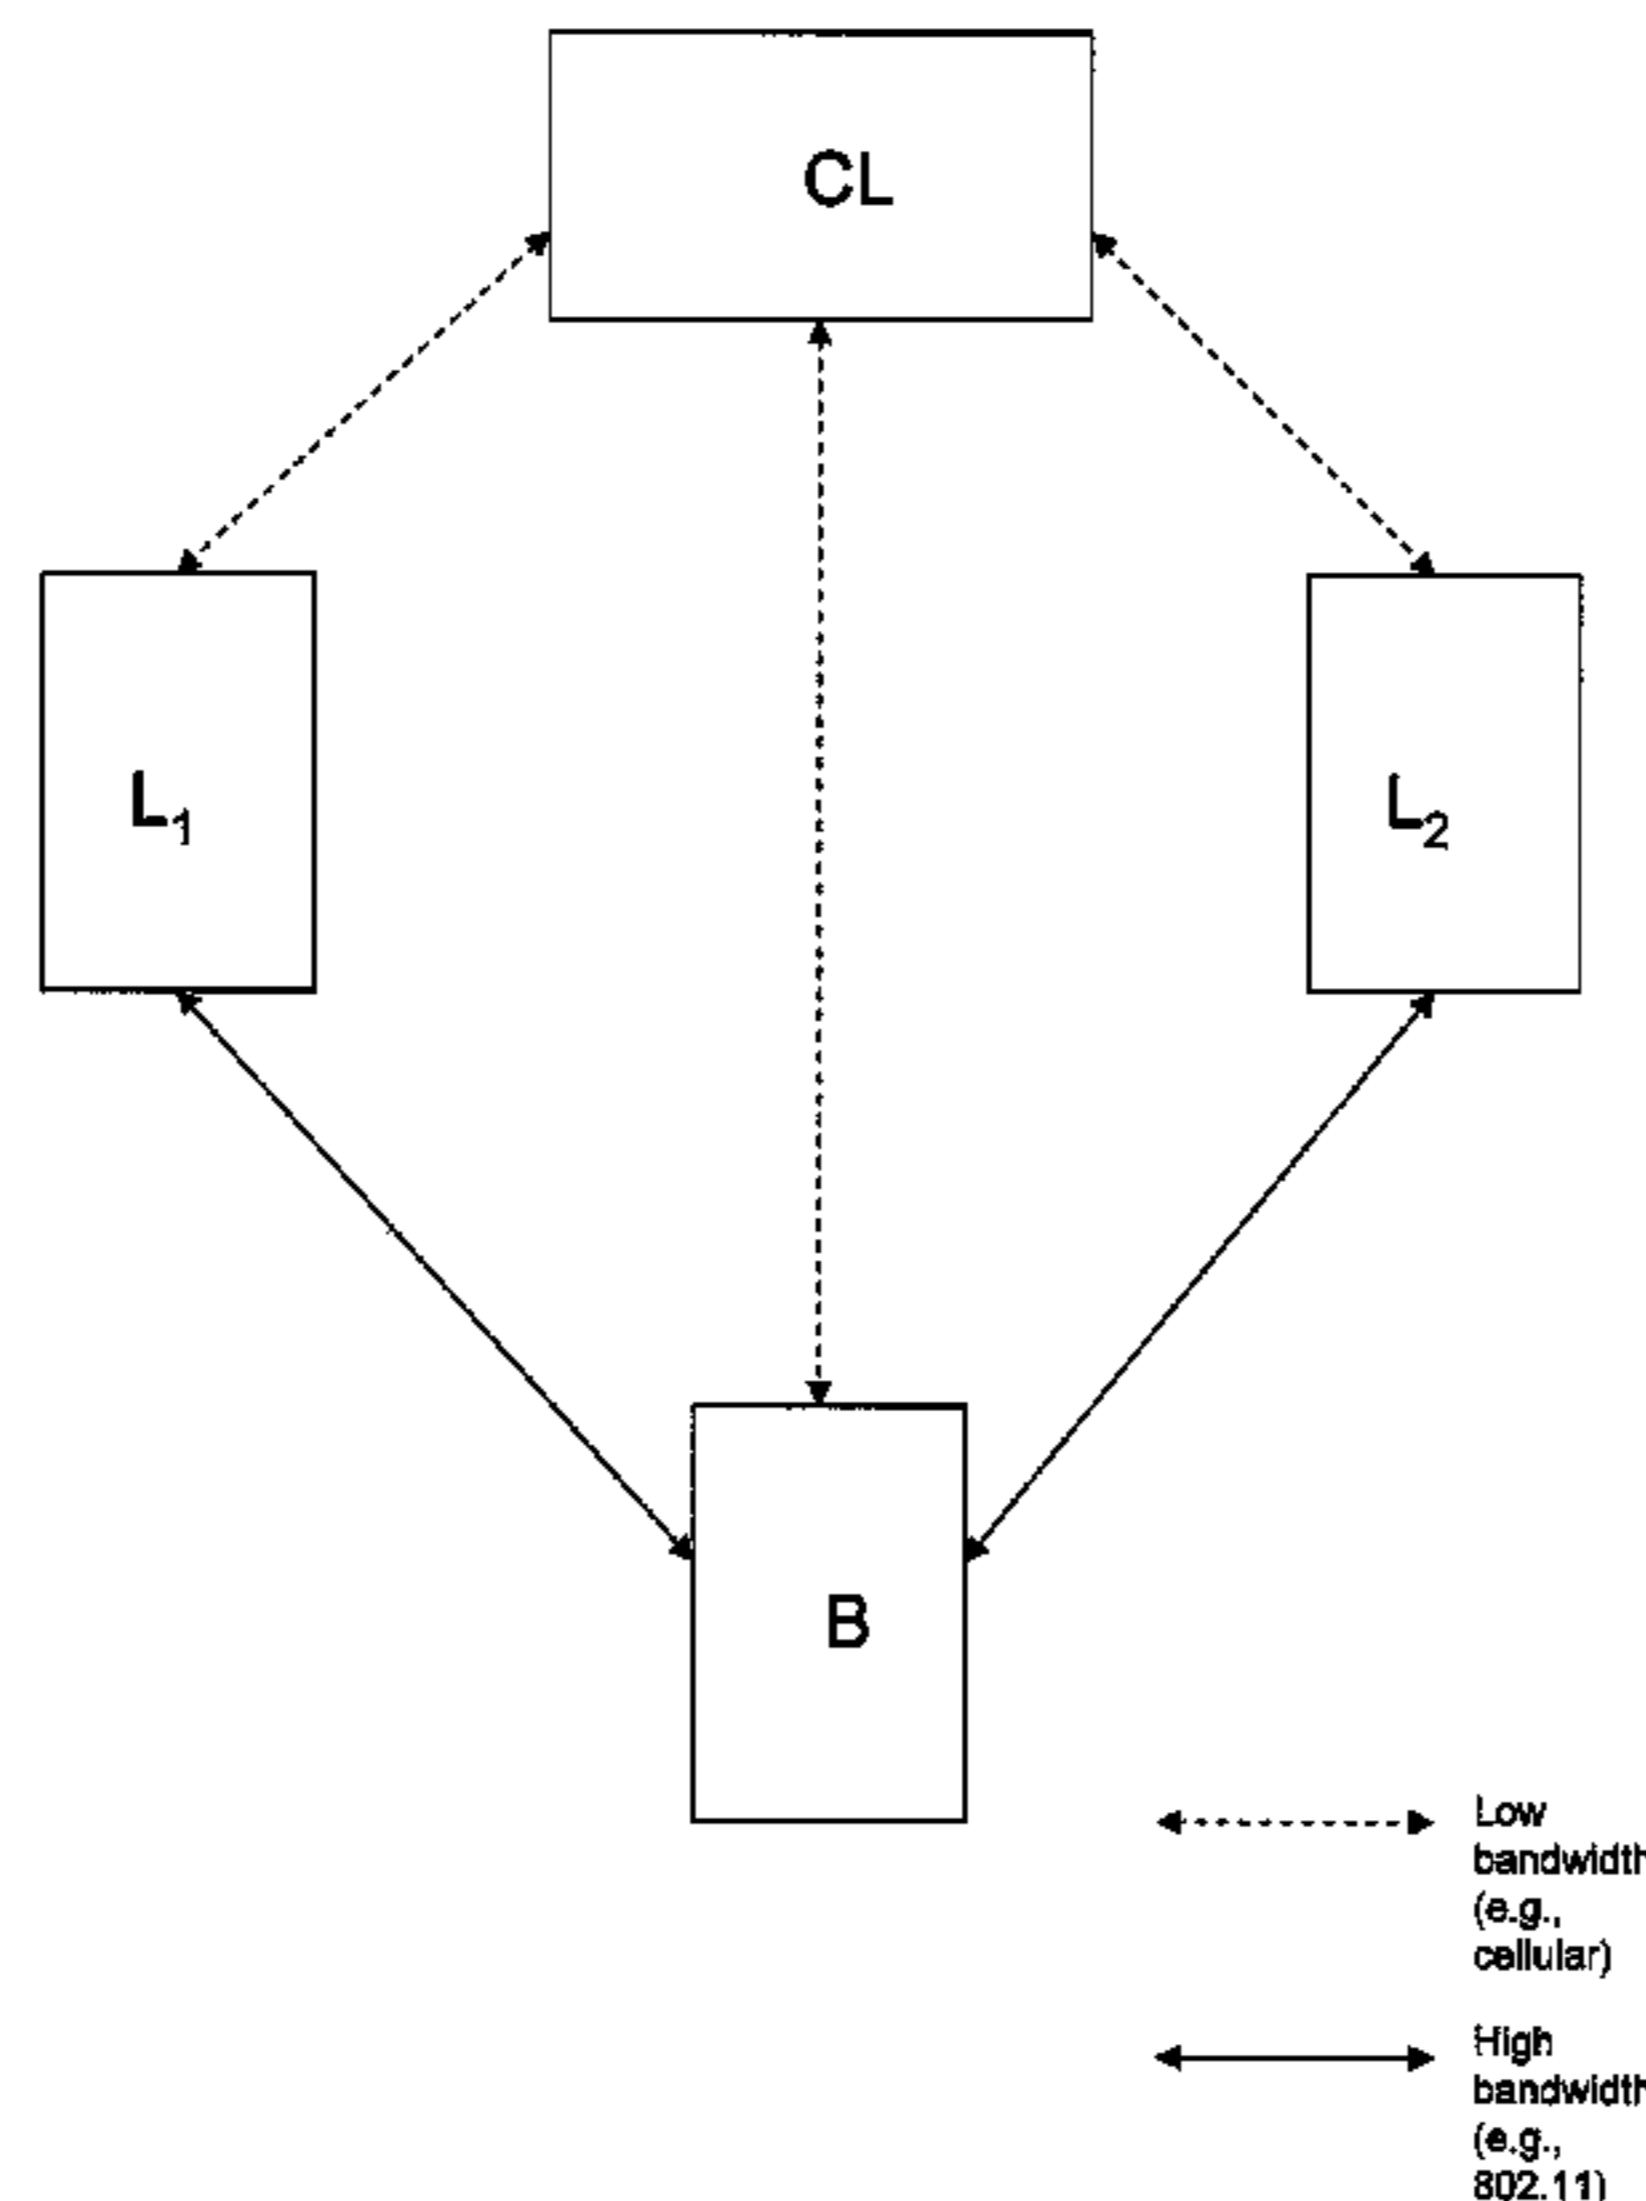 CL
L1
L2
B
Low
bandwidth
(e.g.,
cellular)
High
bandwidth
(e.g.,
802.11)